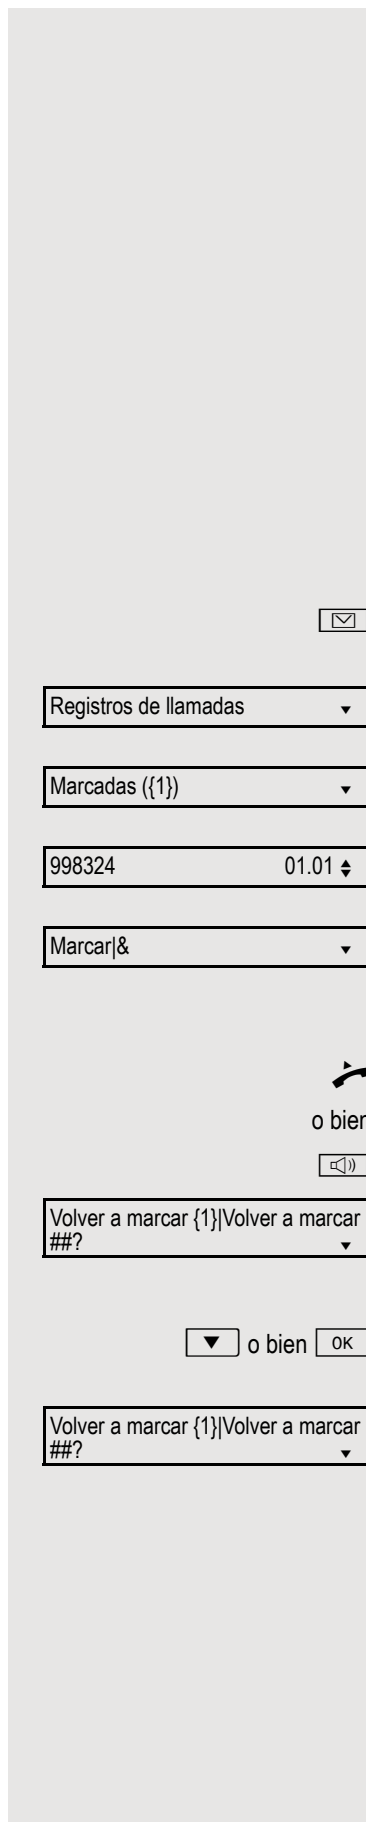 Registros de llamadas
Marcadas ({1})
998324 01.01
Marcar|&
o bien
Volver a marcar {1}|Volver a marcar
##?
o bien OK
Volver a marcar {1}|Volver a marcar
##?